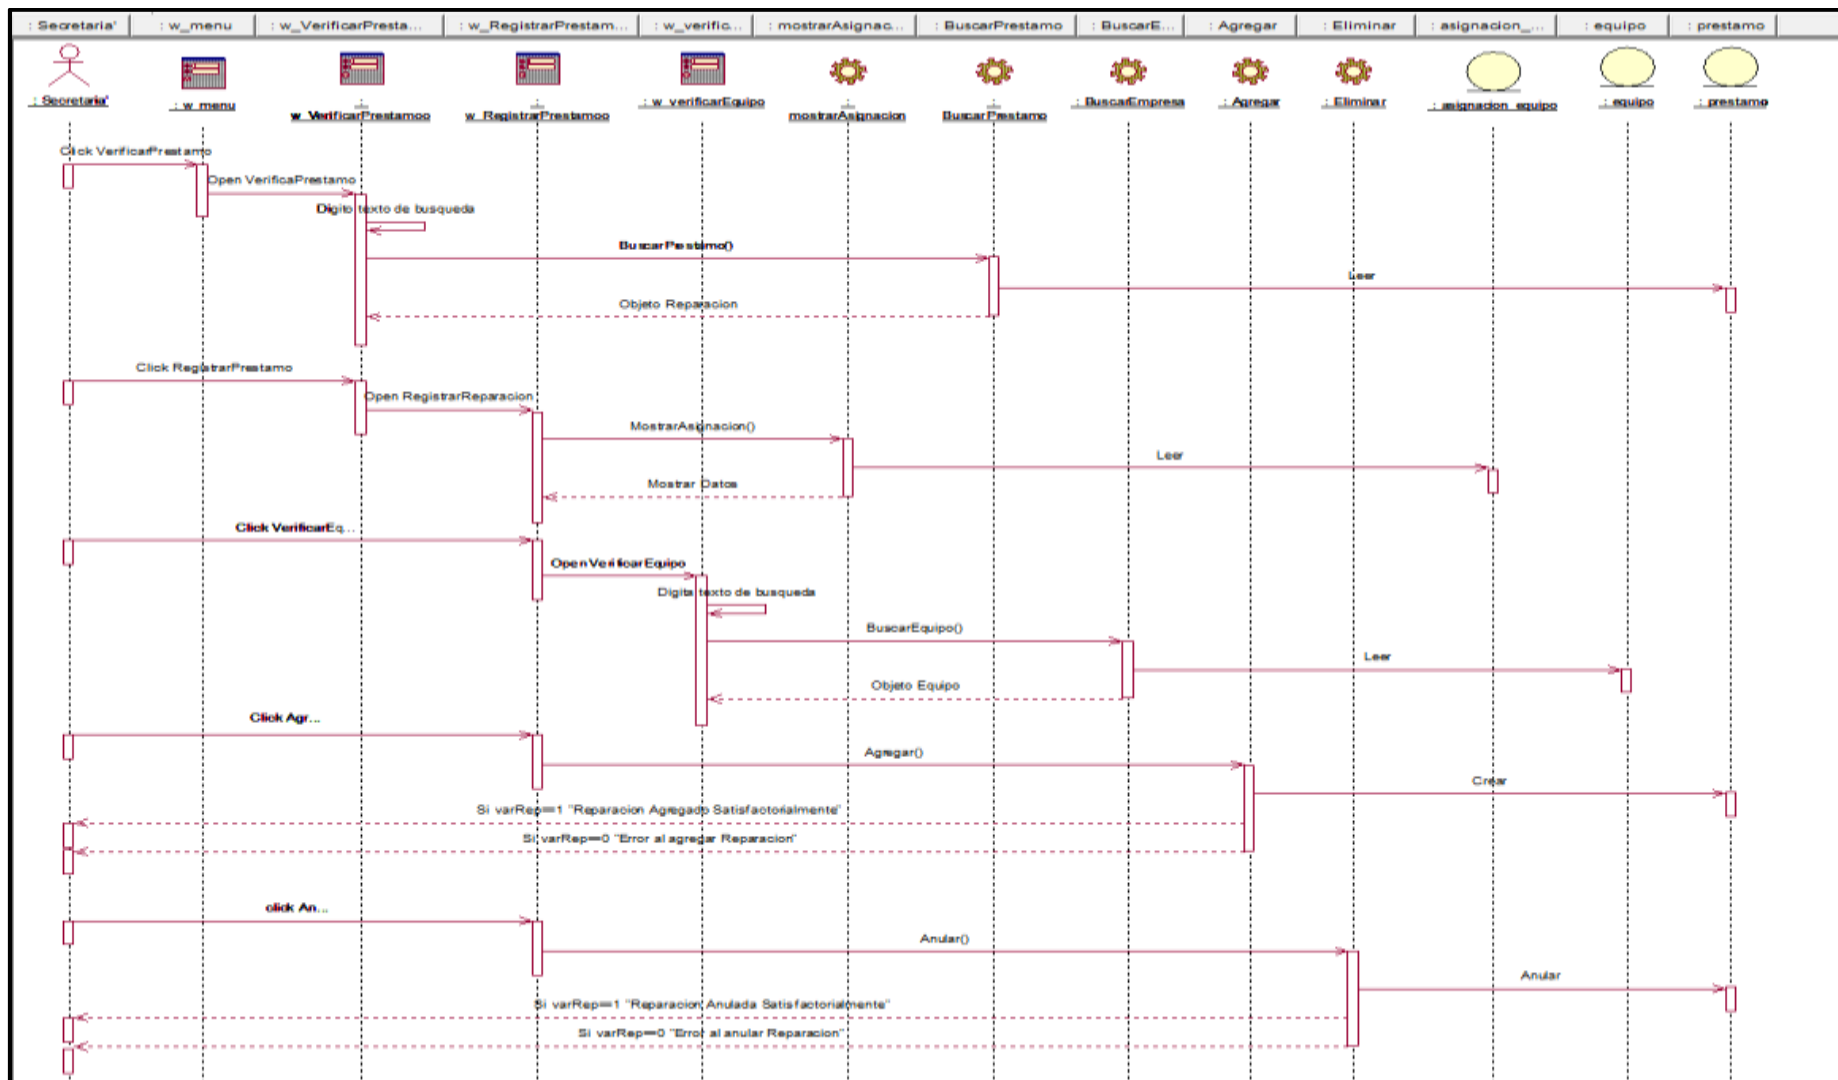 : Secretaria'
: w_menu
: w_VerificarPresta...
: w_RegistrarPrestam...
: w_verific...
: mostrarAsignac...
: BuscarPrestamo
: BuscarE...
: Agregar
: Eliminar
: asignacion_...
: equipo
: prestamo
: Secretaria'
: w_menu
:
w_VerificarPrestamoo
:
w_RegistrarPrestamoo
: w_verificarEquipo
:
mostrarAsignacion
:
BuscarPrestamo
: BuscarEmpresa
: Agregar
: Eliminar
: asignacion_equipo
: equipo
: prestamo
Click VerificarPrestamo
Open VerificaPrestamo
Digito texto de busqueda
BuscarPrestamo()
Leer
Objeto Reparacion
Click RegistrarPrestamo
Open RegistrarReparacion
MostrarAsignacion()
Leer
Mostrar Datos
Click VerificarEq...
Open VerificarEquipo
Digita texto de busqueda
BuscarEquipo()
Leer
Objeto Equipo
Click Agr...
Agregar()
Crear
Si varRep==1 "Reparacion Agregado Satisfactorialmente"
Si varRep==0 "Error al agregar Reparacion"
click An...
Anular()
Anular
Si varRep==1 "Reparacion Anulada Satisfactorialmente"
Si varRep==0 "Error al anular Reparacion"